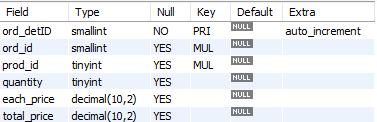 Field Type Null Key Default Extra
ord_detID smallint NO PRI NULL auto_increment
ord_id smallint YES MUL NULL
prod_id tinyint YES MUL NULL
quantity tinyint YES NULL
each_price decimal(10,2) YES NULL
total_price decimal(10,2) YES NULL